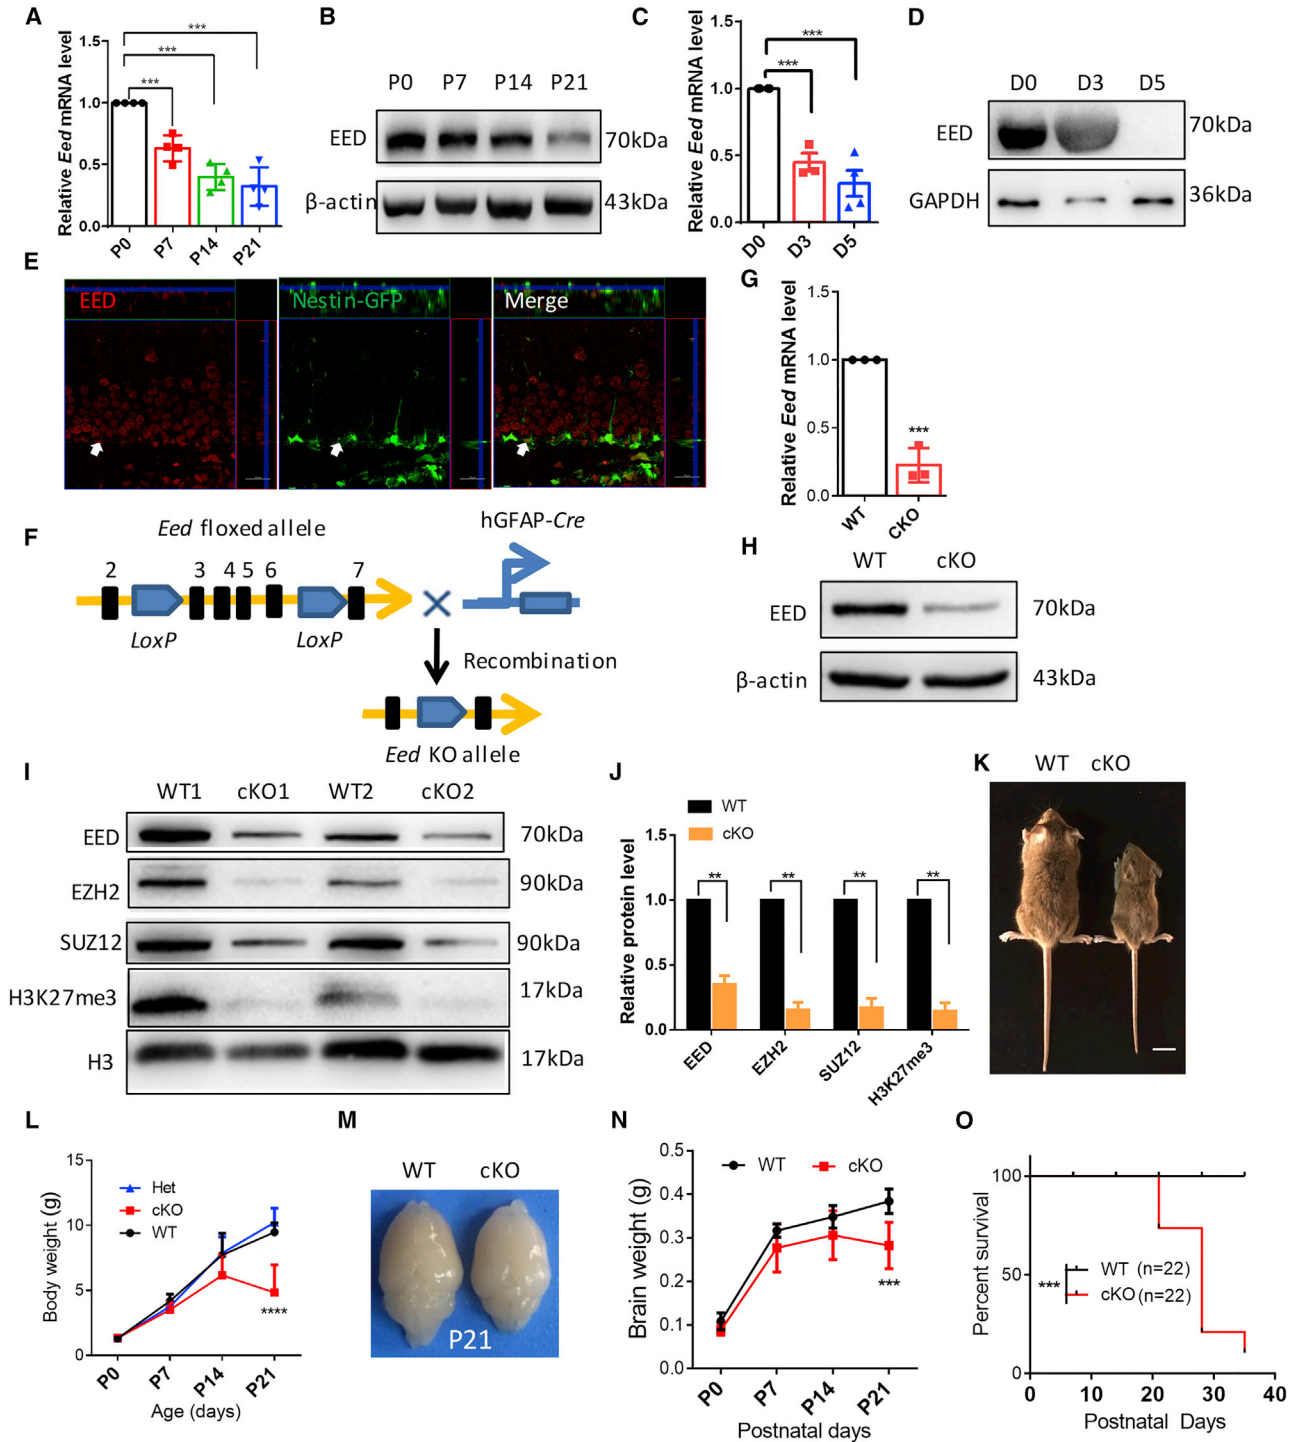 A
Relative Eed mRNA level
1.5
1.0
0.5
0.0
***
***
***
P0
P7
P14
P21
B
P0 P7 P14 P21
EED
70kDa
β-actin
43kDa
C
Relative Eed mRNA level
1.5
1.0
0.5
0.0
***
***
D0
D3
D5
D
D0 D3 D5
EED
70kDa
GAPDH
36kDa
E
EED
Nestin-GFP
Merge
F
Eed floxed allele
hGFAP-Cre
2 3 4 5 6 7
LoxP
LoxP
Recombination
Eed KO allele
G
Relative Eed mRNA level
1.5
1.0
0.5
0.0
***
WT
CKO
H
WT cKO
EED
70kDa
β-actin
43kDa
I
WT1 cKO1 WT2 cKO2
EED
70kDa
EZH2
90kDa
SUZ12
90kDa
H3K27me3
17kDa
H3
17kDa
J
WT
cKO
Relative protein level
1.5
1.0
0.5
0.0
**
**
**
**
EED
EZH2
SUZ12
H3K27me3
K
WT cKO
L
Body weight (g)
15
10
5
0
Het
cKO
WT
****
P0
P7
P14
P21
Age (days)
M
WT cKO
P21
N
Brain weight (g)
0.5
0.4
0.3
0.2
0.1
0.0
WT
cKO
***
P0
P7
P14
P21
Postnatal days
O
Percent survival
100
50
0
***
WT (n=22)
cKO (n=22)
0 10 20 30 40
Postnatal Days